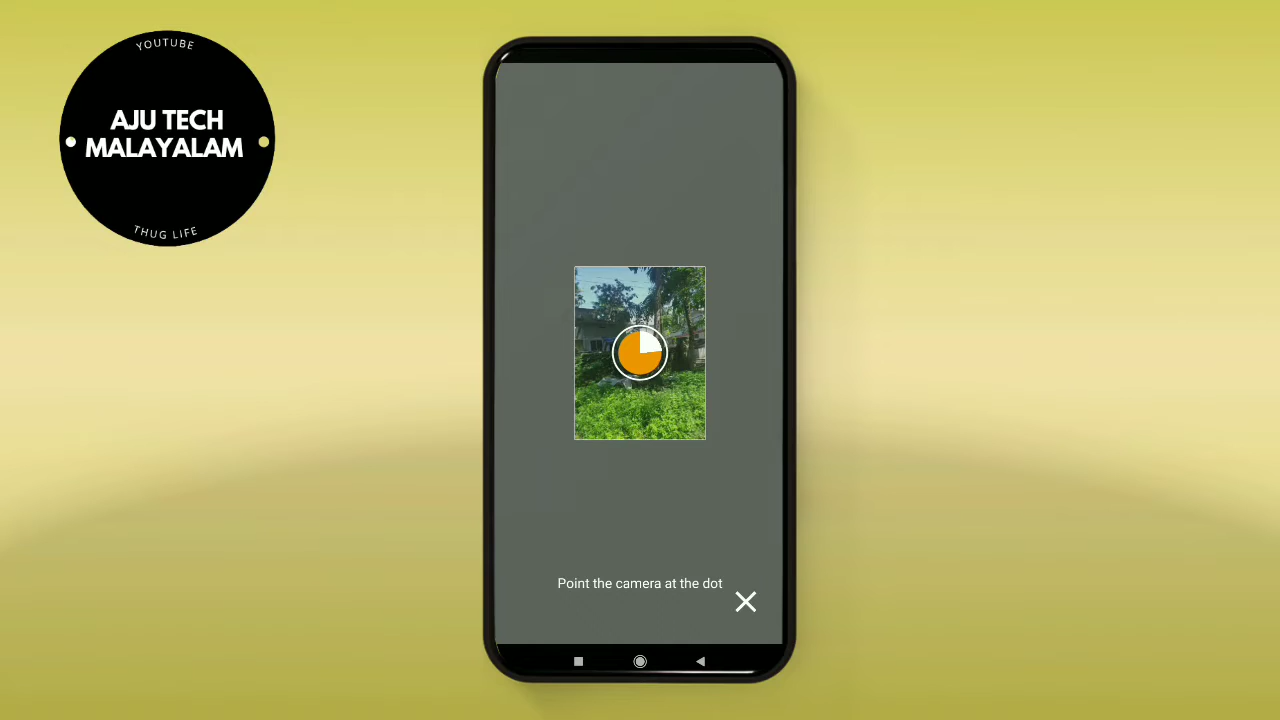 YOUTUBE
AJU TECH
MALAYALAM
THUG LIFE
Point the camera at the dot